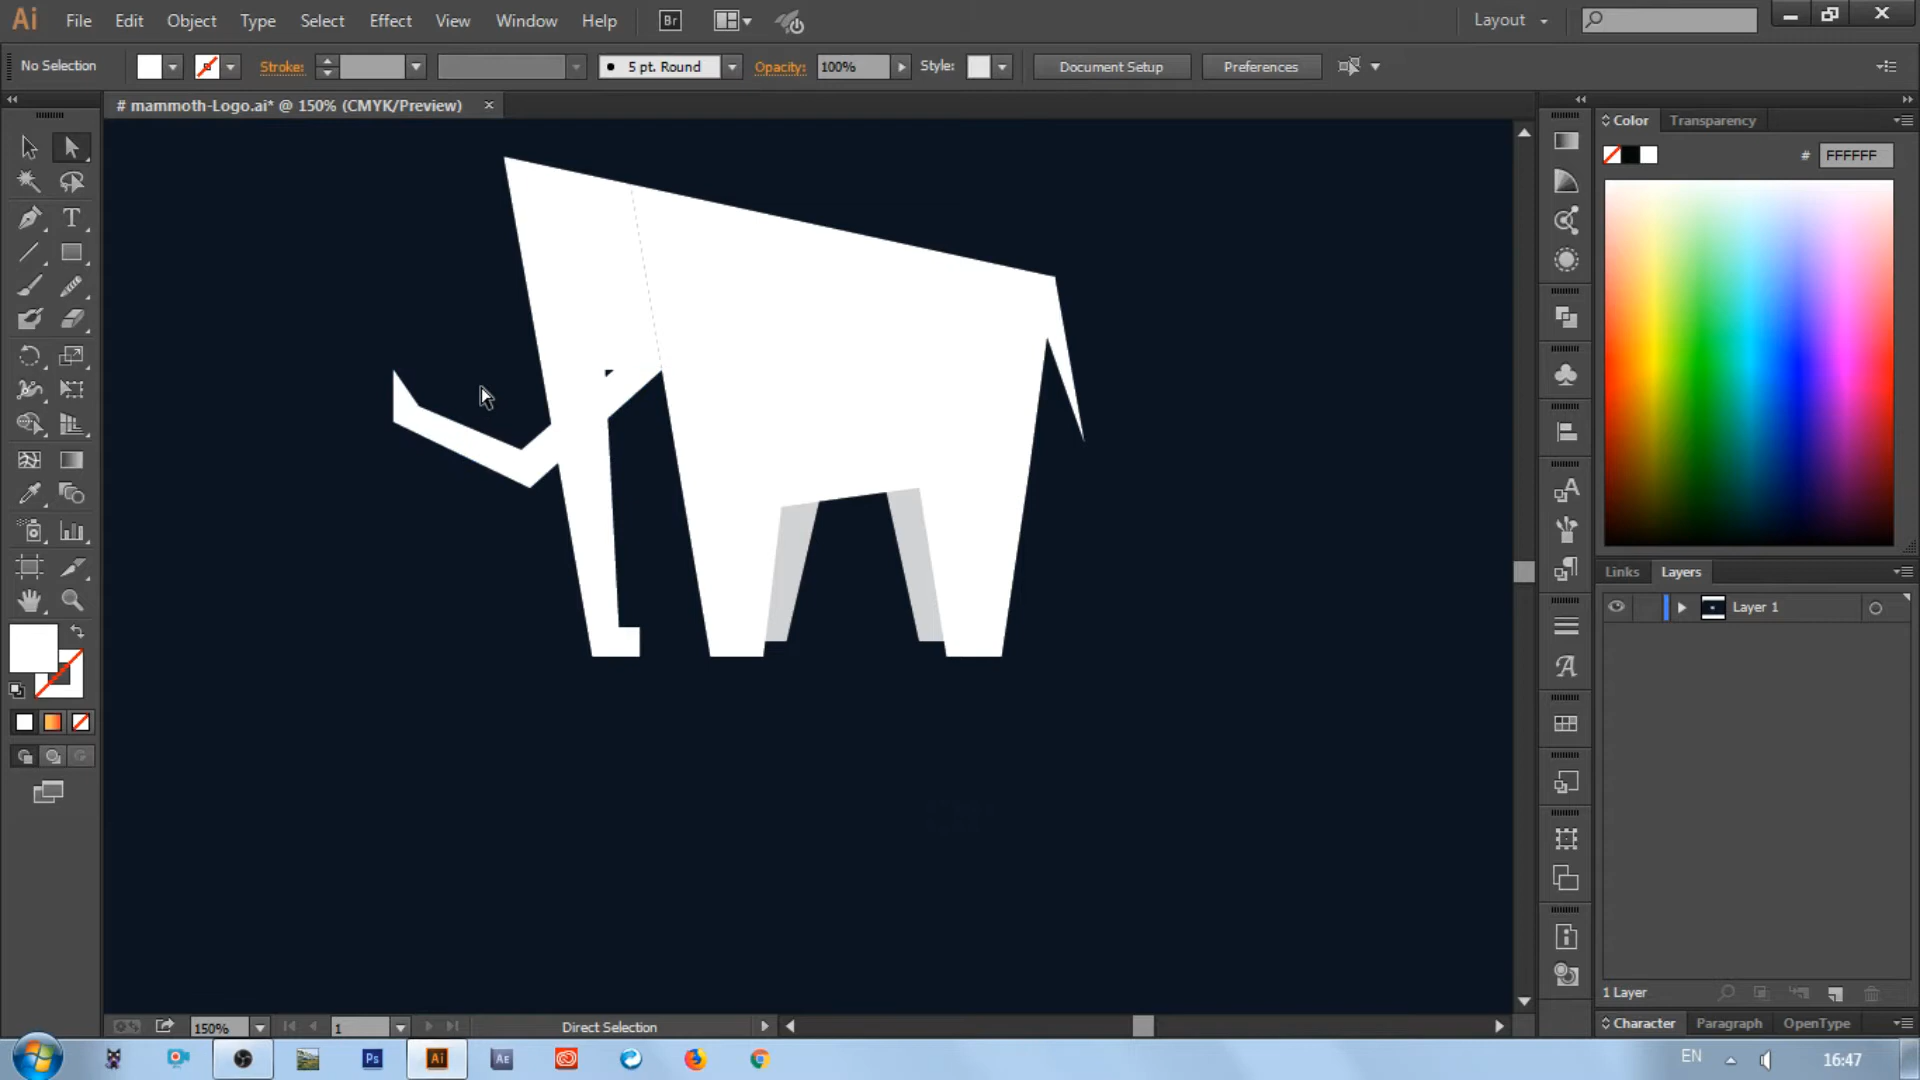 Ai File Edit Object Type Select Effect View Window Help Br Layout
No Selection Stroke: 5 pt. Round Opacity: 100% Style: Document Setup Preferences
# mammoth-Logo.ai* @ 150% (CMYK/Preview)
Color Transparency
# FFFFFF
Links Layers
Layer 1
1 Layer
150% 1 Direct Selection
Character Paragraph OpenType
Ps Ai AE EN 16:47